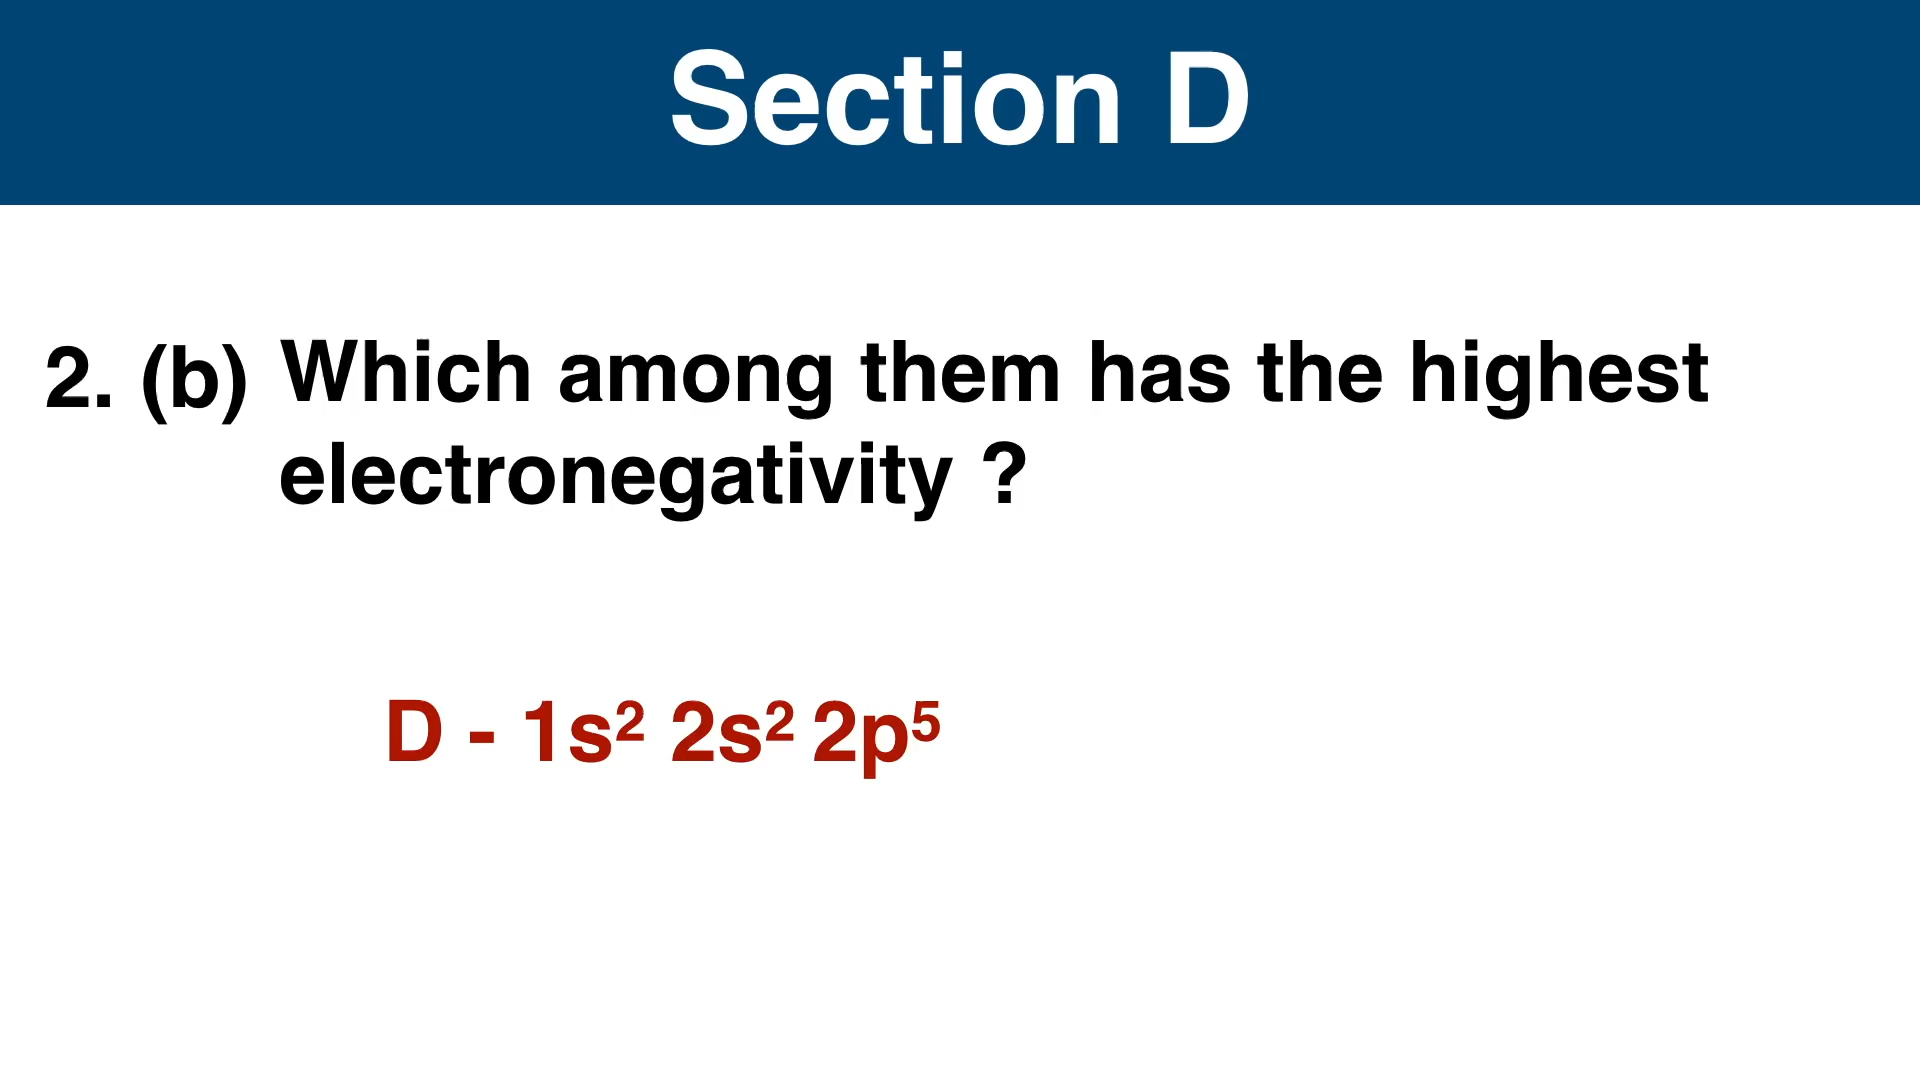 Section D
2. (b) Which among them has the highest
electronegativity ?
D - 1s² 2s² 2p⁵